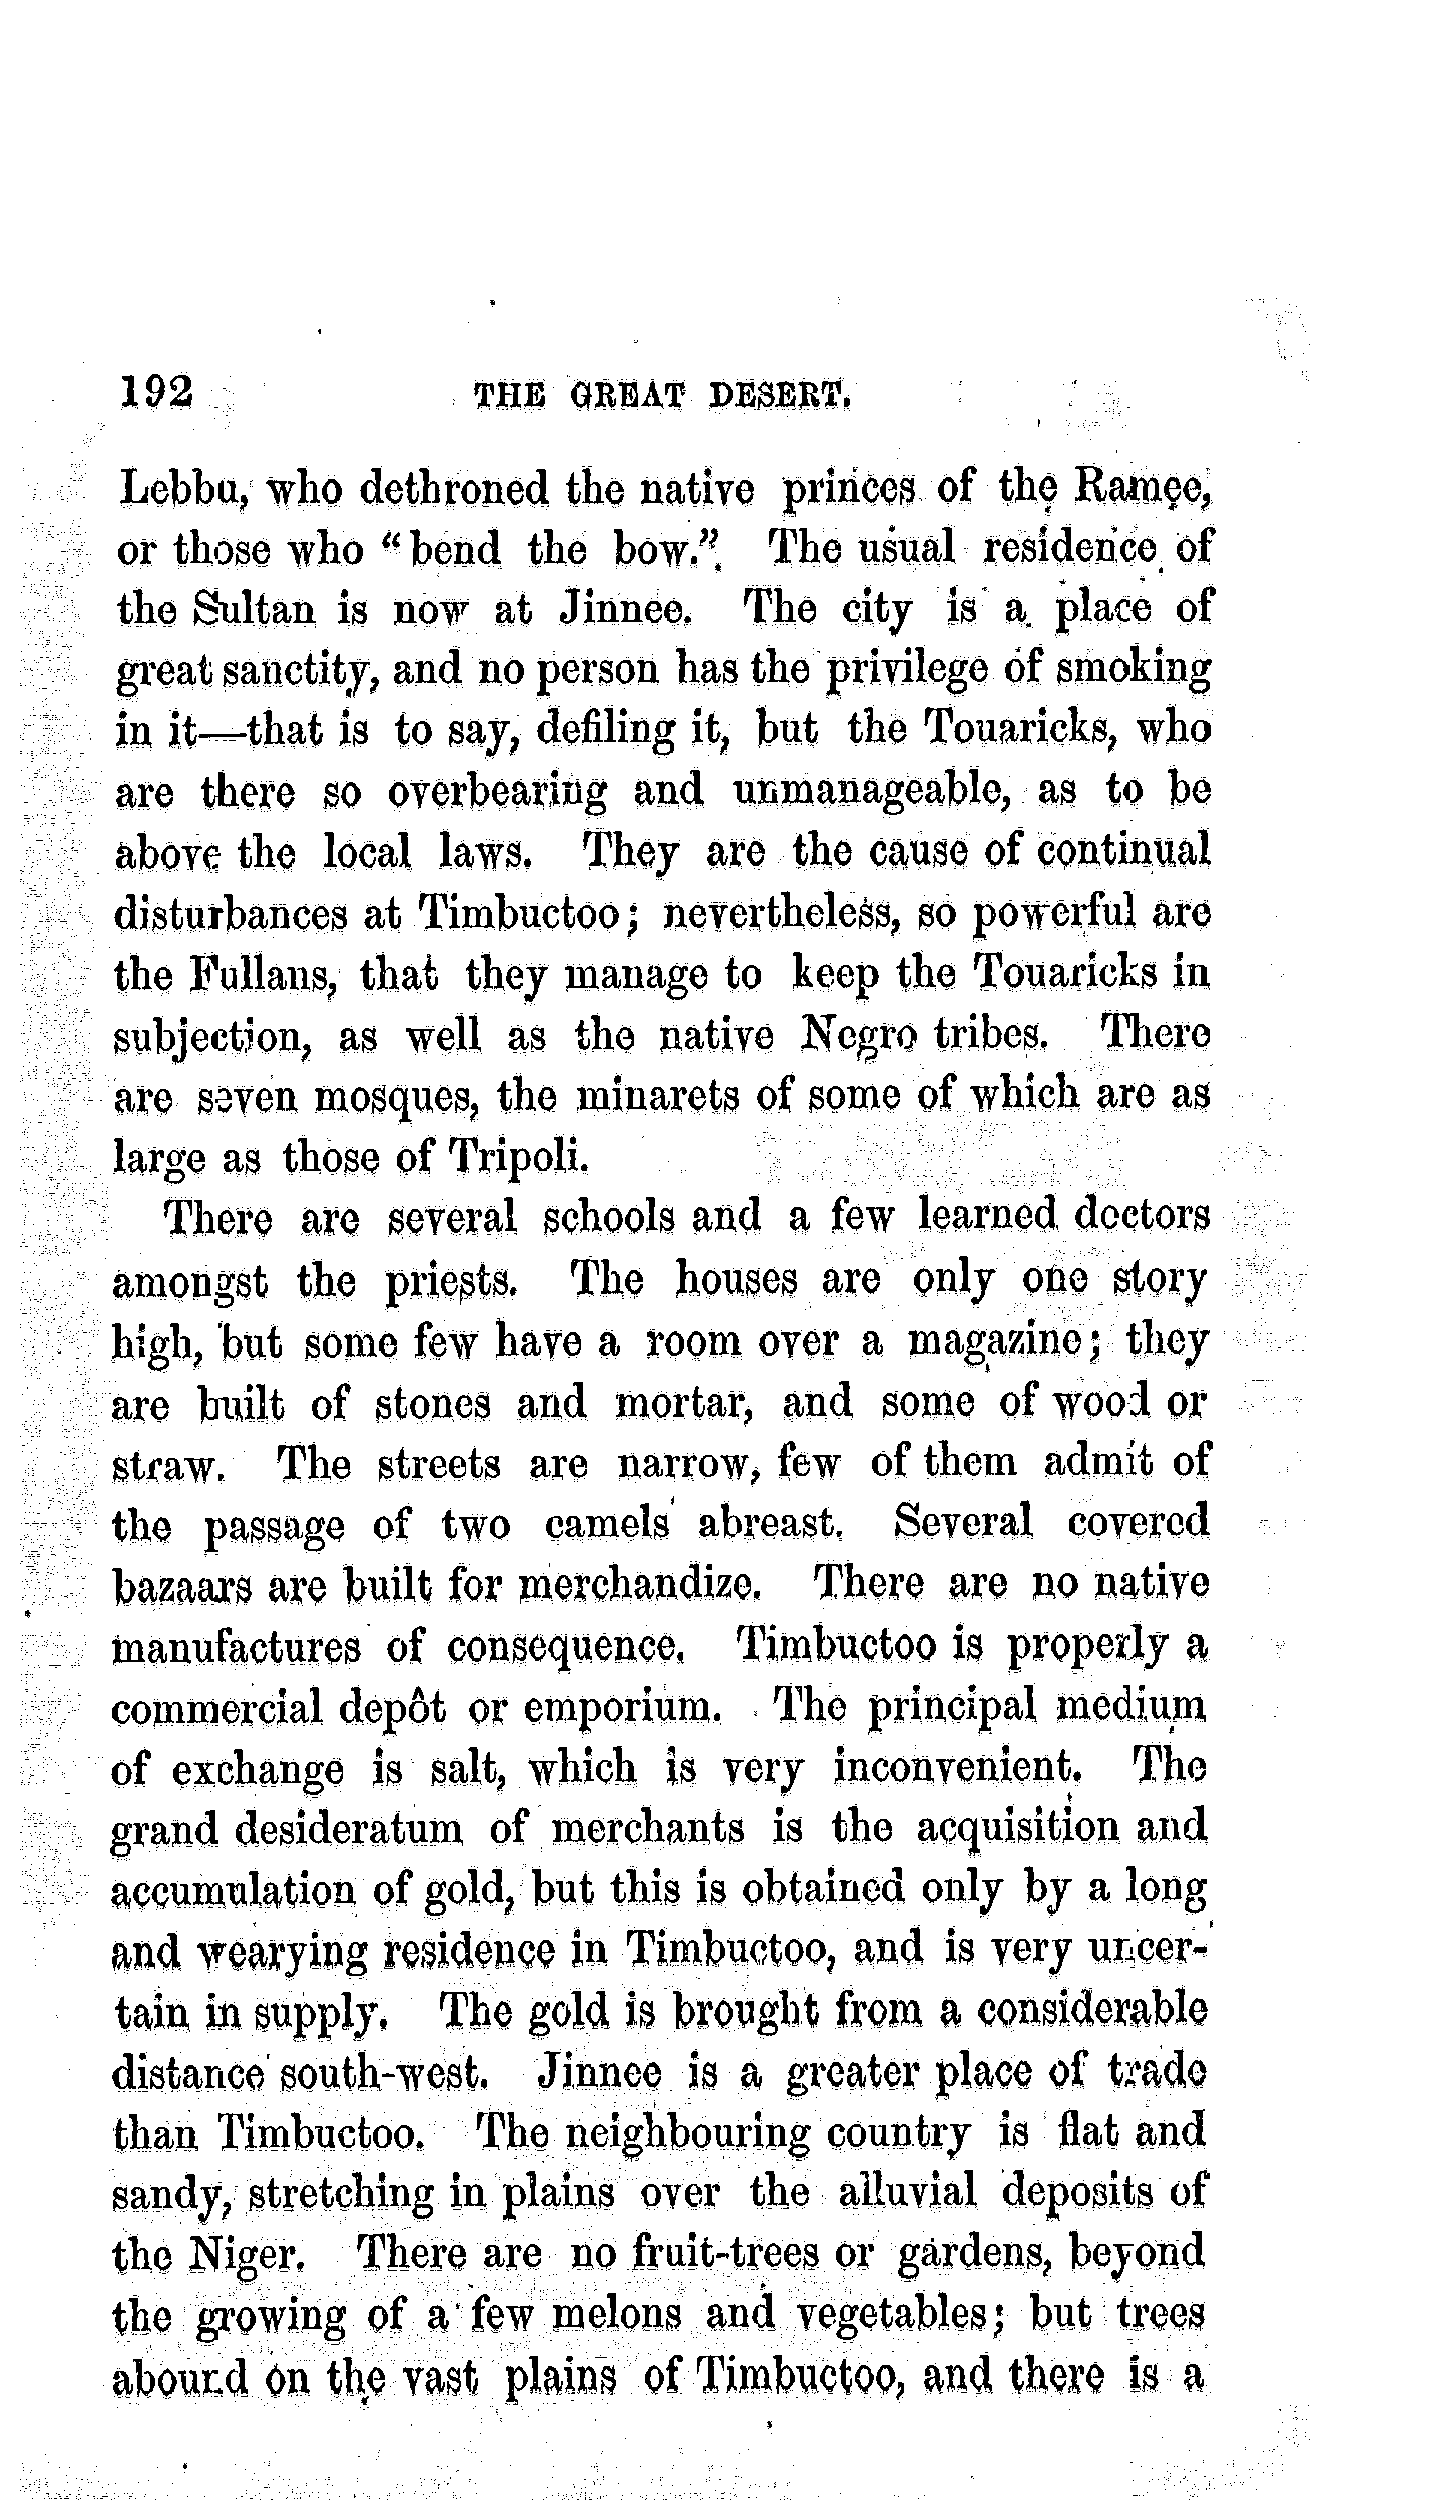 192 THE GREAT DESERT.
Lebbu, who dethroned the native princes of the Ramee,
or those who “bend the bow.” The usual residence of
the Sultan is now at Jinnee. The city is a place of
great sanctity, and no person has the privilege of smoking
in it—that is to say, defiling it, but the Touaricks, who
are there so overbearing and unmanageable, as to be
above the local laws. They are the cause of continual
disturbances at Timbuctoo; nevertheless, so powerful are
the Fullans, that they manage to keep the Touaricks in
subjection, as well as the native Negro tribes. There
are seven mosques, the minarets of some of which are as
large as those of Tripoli.
There are several schools and a few learned doctors
amongst the priests. The houses are only one story
high, but some few have a room over a magazine; they
are built of stones and mortar, and some of wood or
straw. The streets are narrow, few of them admit of
the passage of two camels abreast. Several covered
bazaars are built for merchandize. There are no native
manufactures of consequence. Timbuctoo is properly a
commercial depôt or emporium. The principal medium
of exchange is salt, which is very inconvenient. The
grand desideratum of merchants is the acquisition and
accumulation of gold, but this is obtained only by a long
and wearying residence in Timbuctoo, and is very uncer-
tain in supply. The gold is brought from a considerable
distance south-west. Jinnee is a greater place of trade
than Timbuctoo. The neighbouring country is flat and
sandy, stretching in plains over the alluvial deposits of
the Niger. There are no fruit-trees or gardens, beyond
the growing of a few melons and vegetables; but trees
abound on the vast plains of Timbuctoo, and there is a